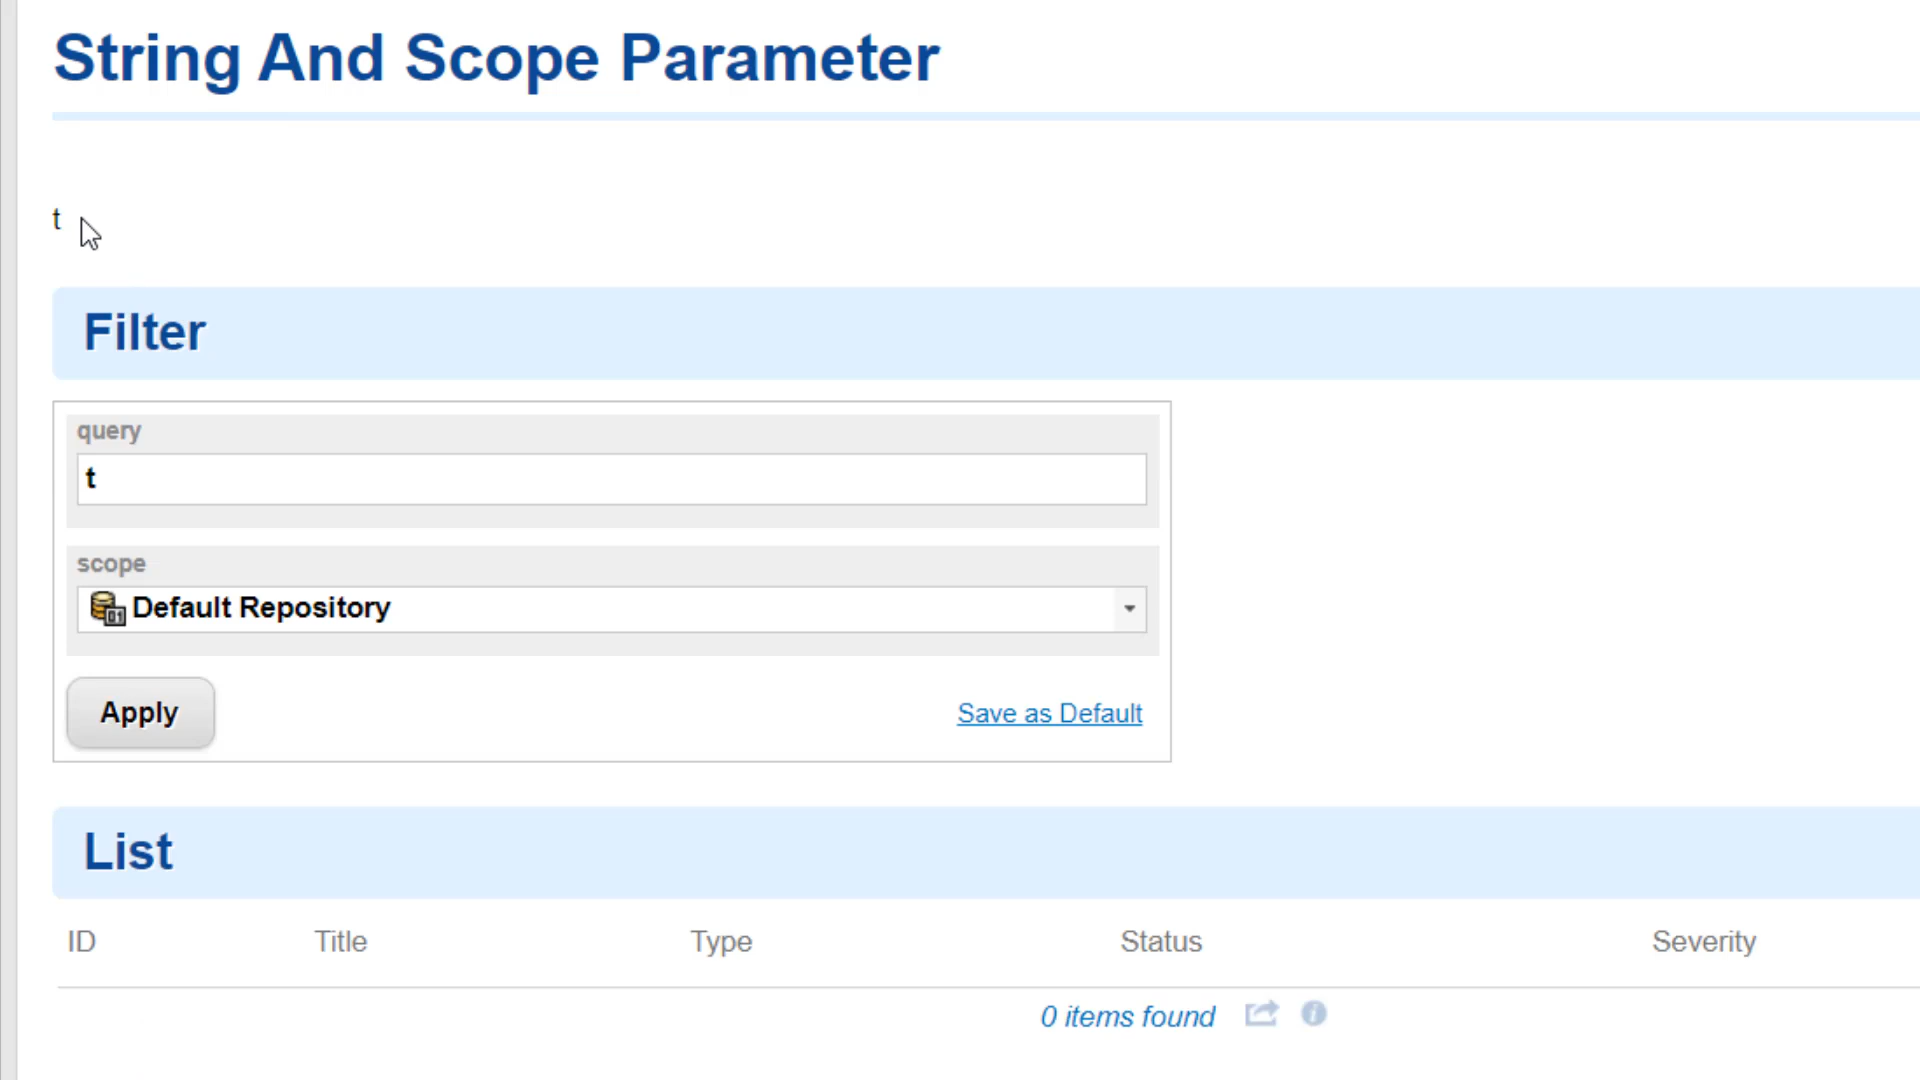 String And Scope Parameter
t
Filter
query
t
scope
Default Repository
Apply
Save as Default
List
ID Title Type Status Severity
0 items found